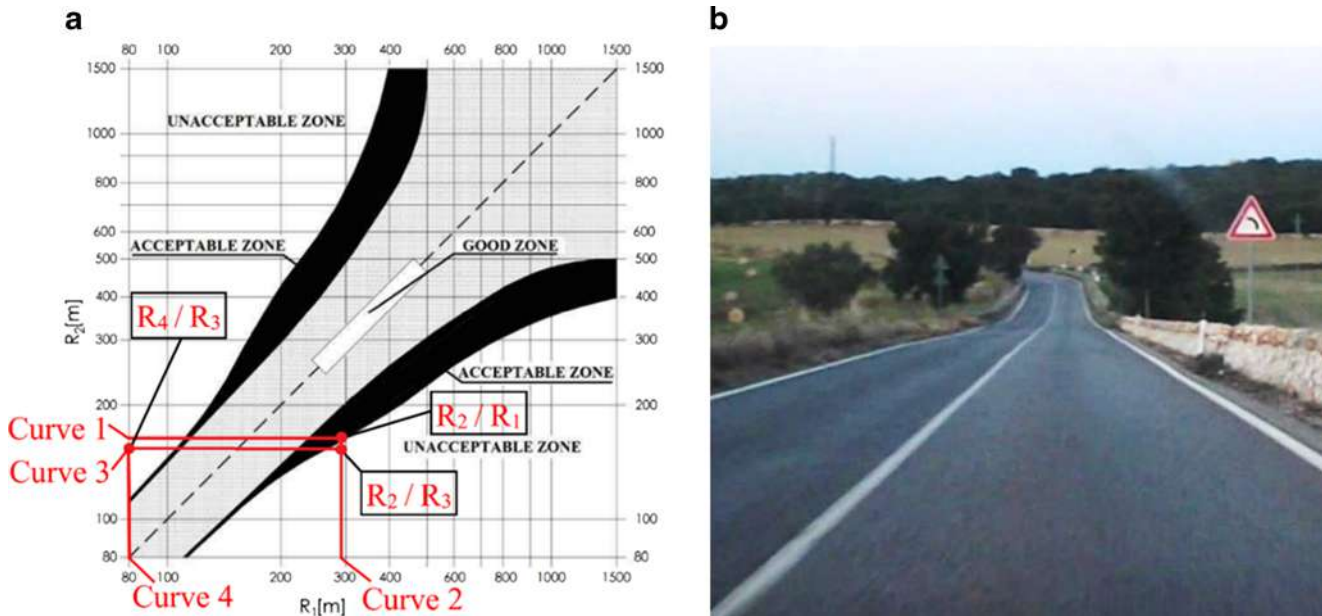 a
b
80 100 200 300 400 600 1000 1500
1500 1500
UNACCEPTABLE ZONE
1000 1000
800 800
600 600
ACCEPTABLE ZONE GOOD ZONE
500 500
400 400
R₄ / R₃
R₂[m]
300 300
ACCEPTABLE ZONE
200 200
R₂ / R₁
Curve 1
UNACCEPTABLE ZONE
Curve 3
R₂ / R₃
100 100
80 80
80 100 200 300 400 600 1000 1500
Curve 4 R₁[m] Curve 2